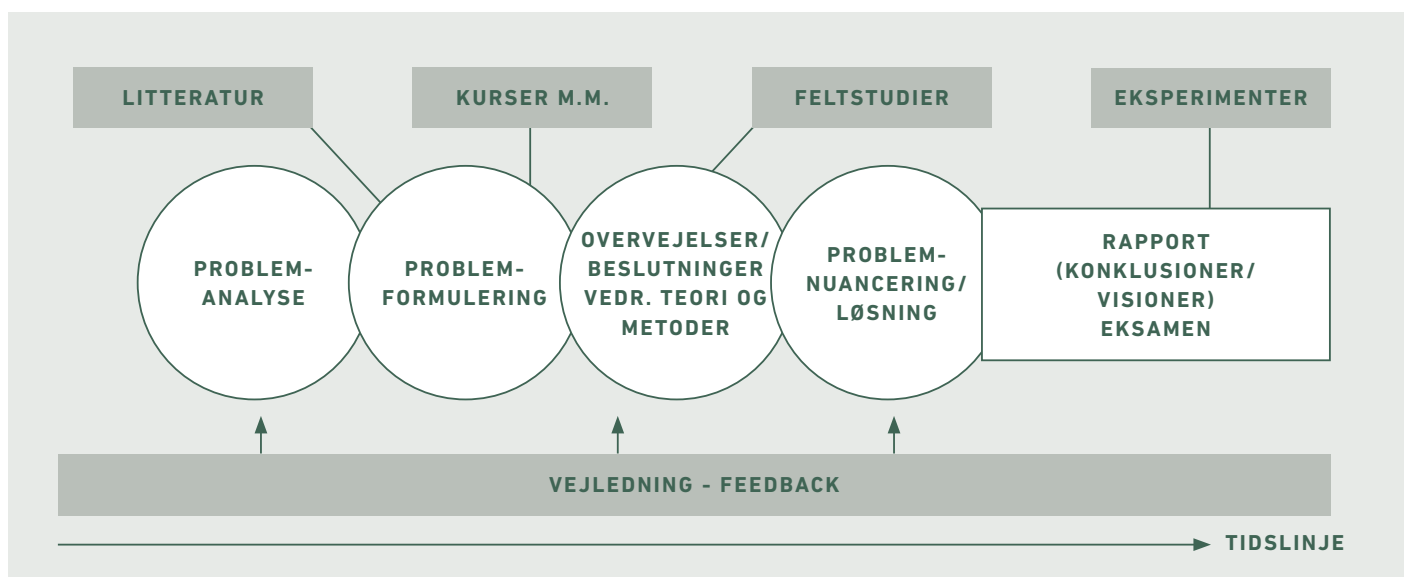 LITTERATUR
KURSER M.M.
FELTSTUDIER
EKSPERIMENTER
PROBLEM-
ANALYSE
PROBLEM-
FORMULERING
OVERVEJELSER/
BESLUTNINGER
VEDR. TEORI OG
METODER
PROBLEM-
NUANCERING/
LØSNING
RAPPORT
(KONKLUSIONER/
VISIONER)
EKSAMEN
VEJLEDNING - FEEDBACK
TIDSLINJE